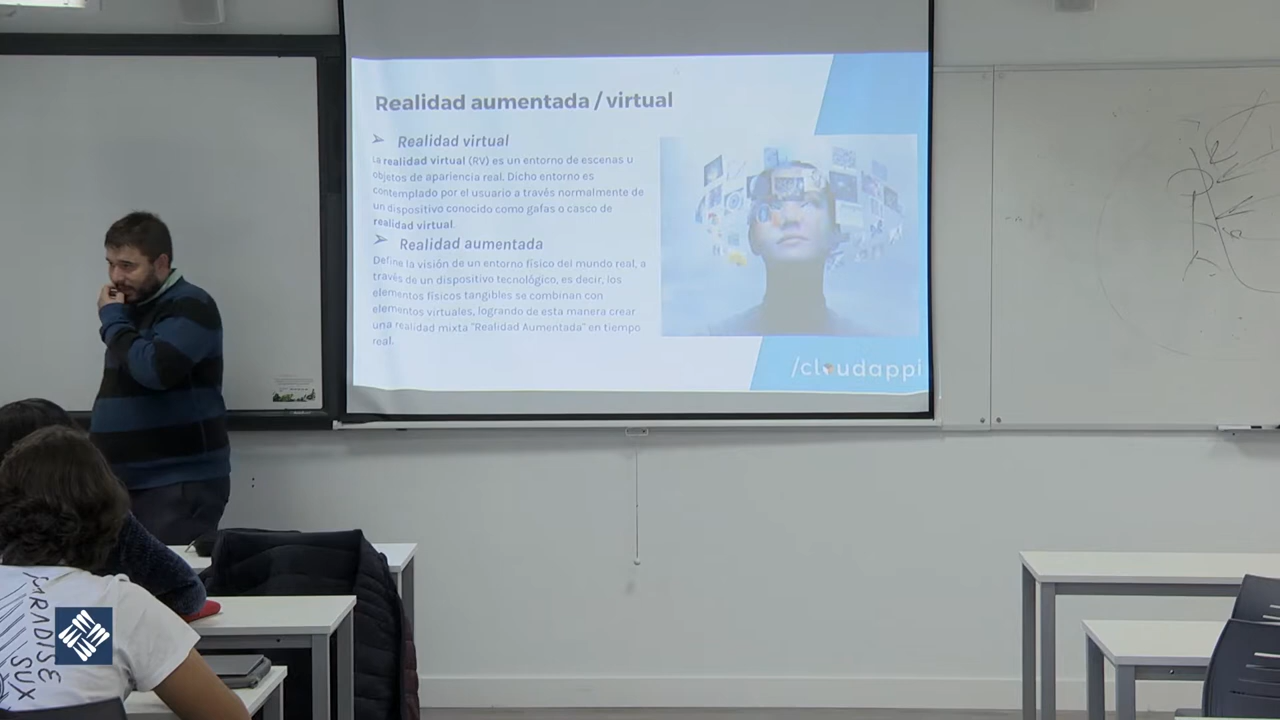 Realidad aumentada / virtual
➤ Realidad virtual
La realidad virtual (RV) es un entorno de escenas u
objetos de apariencia real. Dicho entorno es
contemplado por el usuario a través normalmente de
un dispositivo conocido como gafas o casco de
realidad virtual.
➤ Realidad aumentada
Define la visión de un entorno físico del mundo real, a
través de un dispositivo tecnológico, es decir, los
elementos físicos tangibles se combinan con
elementos virtuales, logrando de esta manera crear
una realidad mixta "Realidad Aumentada" en tiempo
real.
/cloudappi
SUX